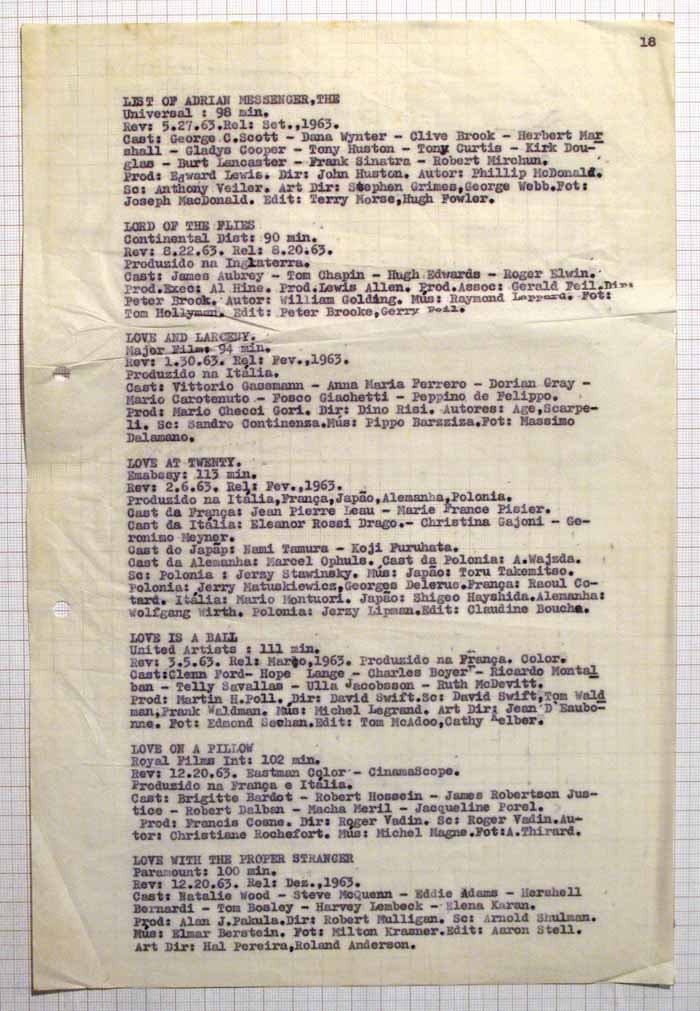 18
LIST OF ADRIAN MESSENGER,THE
Universal : 98 min.
Rev: 5.27.63.Rel: Set.,1963.
Cast: George C.Scott - Dana Wynter - Clive Brook - Herbert Mar
shall - Gladys Cooper - Tony Huston - Tony Curtis - Kirk Dou-
glas - Burt Lancaster - Frank Sinatra - Robert Mirchun.
Prod: Edward Lewis. Dir: John Huston. Autor: Phillip McDonald.
Sc: Anthony Veiler. Art Dir: Stephen Grimes,George Webb.Fot:
Joseph MacDonald. Edit: Terry Morse,Hugh Fowler.
LORD OF THE FLIES
Continental Dist: 90 min.
Rev: 8.22.63. Rel: 8.20.63.
Produzido na Ingkaterra.
Cast: James Aubrey - Tom Chapin - Hugh Edwards - Roger Elwin.
Prod.Exec: Al Hine. Prod.Lewis Allen. Prod.Assoc: Gerald Feil.Dir:
Peter Brook. Autor: William Golding. Mús: Raymond Leppard. Fot:
Tom Hollyman. Edit: Peter Brooke,Gerry Feil.
LOVE AND LARCENY.
Major Film: 94 min.
Rev: 1.30.63. Rel: Fev.,1963.
Produzido na Itália.
Cast: Vittorio Gassmann - Anna Maria Ferrero - Dorian Gray -
Mario Carotenuto - Fosco Giachetti - Peppino de Felippo.
Prod: Mario Checci Gori. Dir: Dino Risi. Autores: Age,Scarpe-
li. Sc: Sandro Continenza.Mús: Pippo Barzziza.Fot: Massimo
Dalamano.
LOVE AT TWENTY.
Emabssy: 113 min.
Rev: 2.6.63. Rel: Fev.,1963.
Produzido na Itália,França,Japão,Alemanha,Polonia.
Cast da França: Jean Pierre Leau - Marie France Pisier.
Cast da Itália: Eleanor Rossi Drago.- Christina Gajoni - Ge-
ronimo Meyner.
Cast do Japãp: Nami Tamura - Koji Furuhata.
Cast da Alemanha: Marcel Ophuls. Cast da Polonia: A.Wajzda.
Sc: Polonia : Jerzy Stawinsky. Mús: Japão: Toru Takemitso.
Polonia: Jerry Matuskiewicz,Georges Delerue.França: Raoul Co-
tard. Itália: Mario Montuori. Japão: Shigeo Hayshida.Alemanha:
Wolfgang Wirth. Polonia: Jerzy Lipman.Edit: Claudine Bouche.
LOVE IS A BALL
United Artists : 111 min.
Rev: 3.5.63. Rel: Março,1963. Produzido na França. Color.
Cast:Clenn Ford- Hope Lange - Charles Boyer - Ricardo Montal
ban - Telly Savallas - Ulla Jacobsson - Ruth McDevitt.
Prod: Martin H.Poll. Dir: David Swift.Sc: David Swift,Tom Wald
man,Frank Waldman. Mús: Michel Legrand. Art Dir: Jean D'Eaubo-
nne. Fot: Edmond Sechan.Edit: Tom McAdoo,Cathy Kelber.
LOVE ON A PILLOW
Royal Films Int: 102 min.
Rev: 12.20.63. Eastman Color - CinamaScope.
Produzido na França e Itália.
Cast: Brigitte Bardot - Robert Hossein - James Robertson Jus-
tice - Robert Dalban - Macha Meril - Jacqueline Porel.
Prod: Francis Cosne. Dir: Roger Vadin. Sc: Roger Vadin.Au-
tor: Christiane Rochefort. Mús: Michel Magne.Fot:A.Thirard.
LOVE WITH THE PROPER STRANGER
Paramount: 100 min.
Rev: 12.20.63. Rel: Dez.,1963.
Cast: Natalie Wood - Steve McQuenn - Eddie Adams - Hershell
Bernardi - Tom Bosley - Harvey Lembeck - Elena Karan.
Prod: Alan J.Pakula.Dir: Robert Mulligan. Sc: Arnold Shulman.
Mús: Elmar Berstein. Fot: Milton Krasner.Edit: Aaron Stell.
Art Dir: Hal Pereira,Roland Anderson.